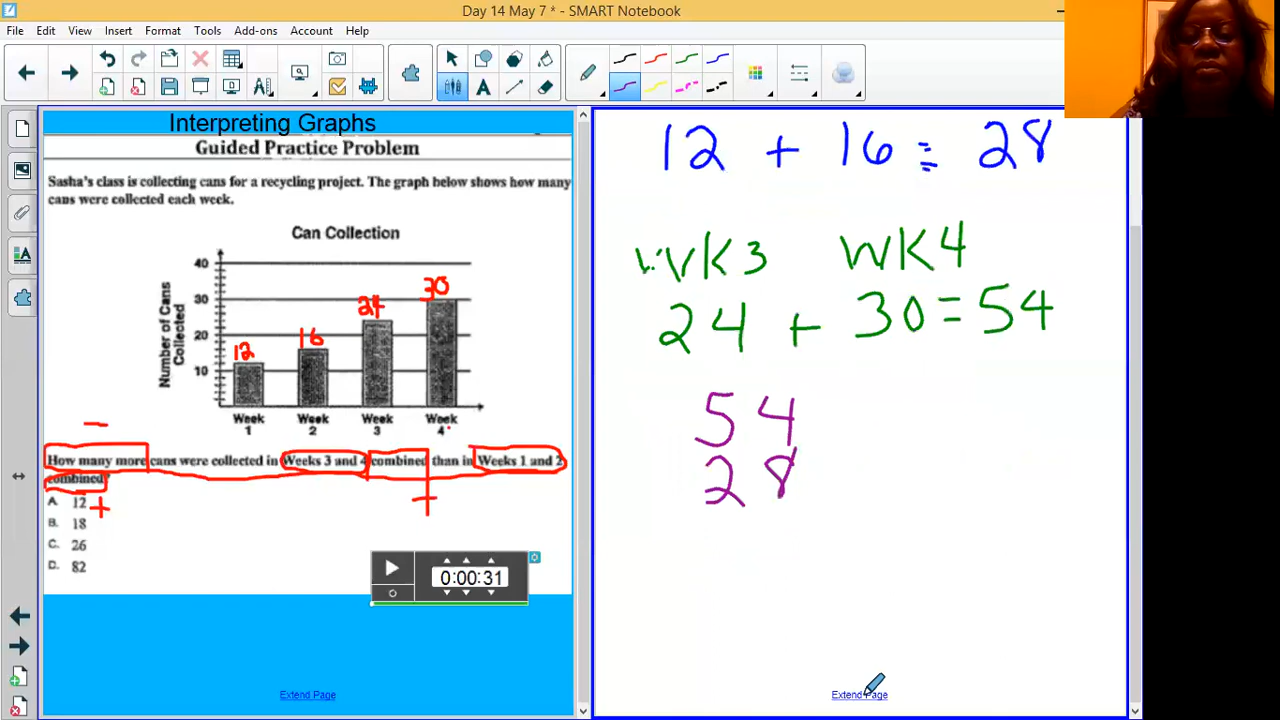 Day 14 May 7 * - SMART Notebook
File Edit View Insert Format Tools Add-ons Account Help
Interpreting Graphs
Guided Practice Problem
Sasha's class is collecting cans for a recycling project. The graph below shows how many
cans were collected each week.
Can Collection
Number of Cans
Collected
40
30
20
10
12
16
24
30
Week
1
Week
2
Week
3
Week
4
−
How many more cans were collected in Weeks 3 and 4 combined than in Weeks 1 and 2
combined?
+
+
A. 12
B. 18
C. 26
D. 82
0:00:31
Extend Page
12 + 16 = 28
WK3 WK4
24 + 30 = 54
54
28
Extend Page